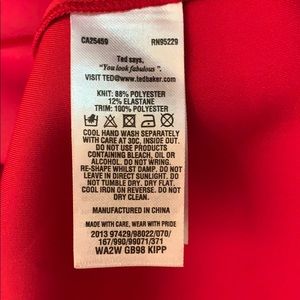 CA25459 RN95229
Ted says,
"You look fabulous".
VISIT TED@TEDBAKER.COM
KNIT: 88% POLYESTER
12% ELASTANE
TRIM: 100% POLYESTER
COOL HAND WASH SEPARATELY
WITH CARE AT 30C, INSIDE OUT.
DO NOT USE PRODUCTS
CONTAINING BLEACH, OIL OR
ALCOHOL. DO NOT WRING.
RE-SHAPE WHILST DAMP. DO NOT
LEAVE IN DIRECT SUNLIGHT. DO
NOT TUMBLE DRY. DRY FLAT.
COOL IRON ON REVERSE. DO NOT
DRY CLEAN.
MANUFACTURED IN CHINA
MADE WITH CARE, WEAR WITH PRIDE
2013 97429/98022/070/
167/990/99071/371
WA2W GB98 KIPP